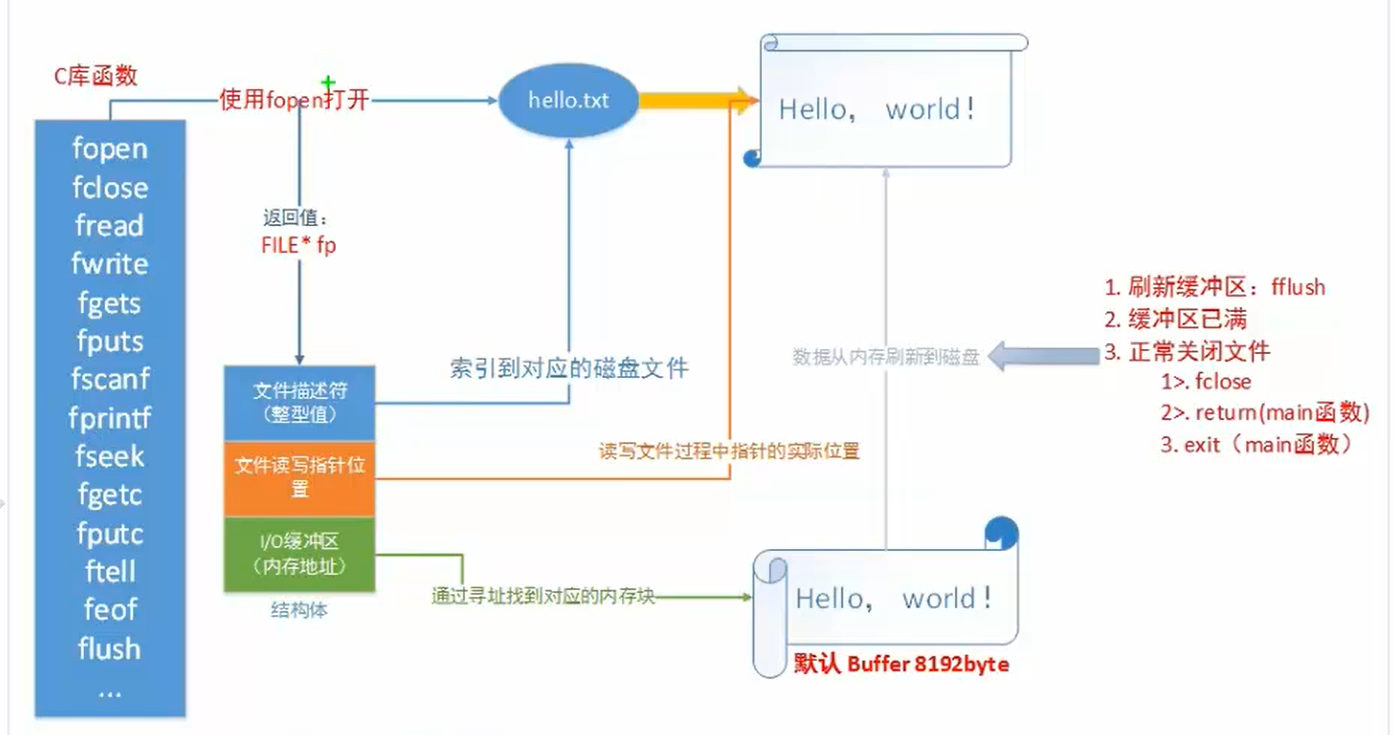 C库函数
使用fopen打开
hello.txt
Hello， world！
fopen
fclose
fread
fwrite
fgets
fputs
fscanf
fprintf
fseek
fgetc
fputc
ftell
feof
flush
...
返回值：
FILE* fp
文件描述符
（整型值）
文件读写指针位
置
I/O缓冲区
（内存地址）
结构体
索引到对应的磁盘文件
读写文件过程中指针的实际位置
通过寻址找到对应的内存块
数据从内存刷新到磁盘
1. 刷新缓冲区：fflush
2. 缓冲区已满
3. 正常关闭文件
1>. fclose
2>. return(main函数)
3. exit（main函数）
Hello， world！
默认 Buffer 8192byte